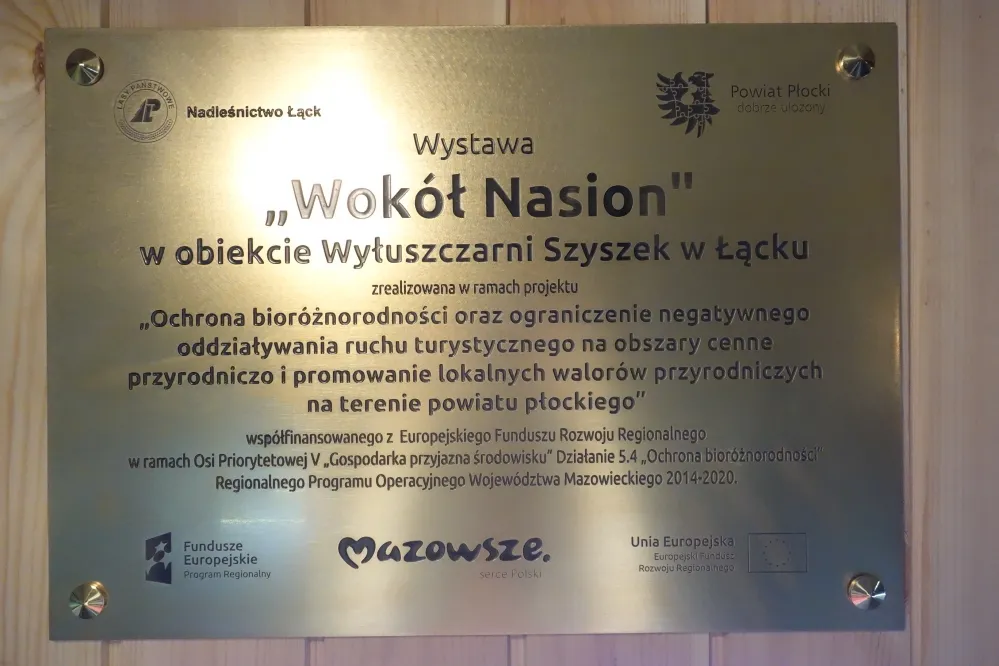 LASY PAŃSTWOWE
Nadleśnictwo Łąck
Powiat Płocki
dobrze ułożony
Wystawa
„Wokół Nasion"
w obiekcie Wyłuszczarni Szyszek w Łącku
zrealizowana w ramach projektu
„Ochrona bioróżnorodności oraz ograniczenie negatywnego
oddziaływania ruchu turystycznego na obszary cenne
przyrodniczo i promowanie lokalnych walorów przyrodniczych
na terenie powiatu płockiego”
współfinansowanego z Europejskiego Funduszu Rozwoju Regionalnego
w ramach Osi Priorytetowej V „Gospodarka przyjazna środowisku” Działanie 5.4 „Ochrona bioróżnorodności”
Regionalnego Programu Operacyjnego Województwa Mazowieckiego 2014-2020.
Fundusze
Europejskie
Program Regionalny
Mazowsze.
serce Polski
Unia Europejska
Europejski Fundusz
Rozwoju Regionalnego